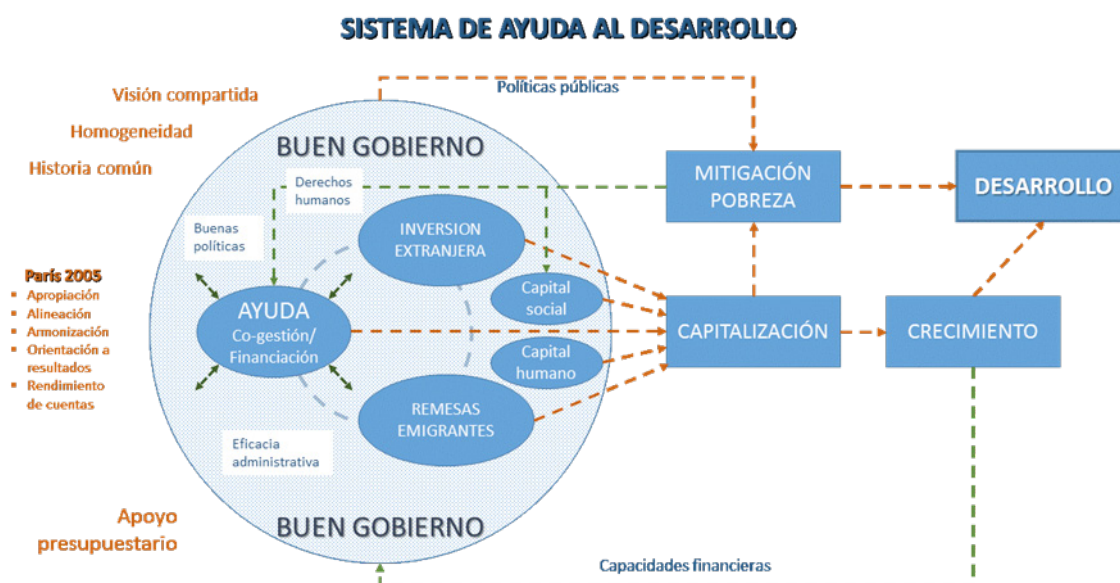 SISTEMA DE AYUDA AL DESARROLLO
Políticas públicas
Visión compartida
Homogeneidad
Historia común
BUEN GOBIERNO
Derechos
humanos
MITIGACIÓN
POBREZA
DESARROLLO
Buenas
políticas
INVERSION
EXTRANJERA
París 2005
▪ Apropiación
▪ Alineación
▪ Armonización
▪ Orientación a
resultados
▪ Rendimiento
de cuentas
AYUDA
Co-gestión/
Financiación
Capital
social
Capital
humano
CAPITALIZACIÓN
CRECIMIENTO
REMESAS
EMIGRANTES
Eficacia
administrativa
Apoyo
presupuestario
BUEN GOBIERNO
Capacidades financieras